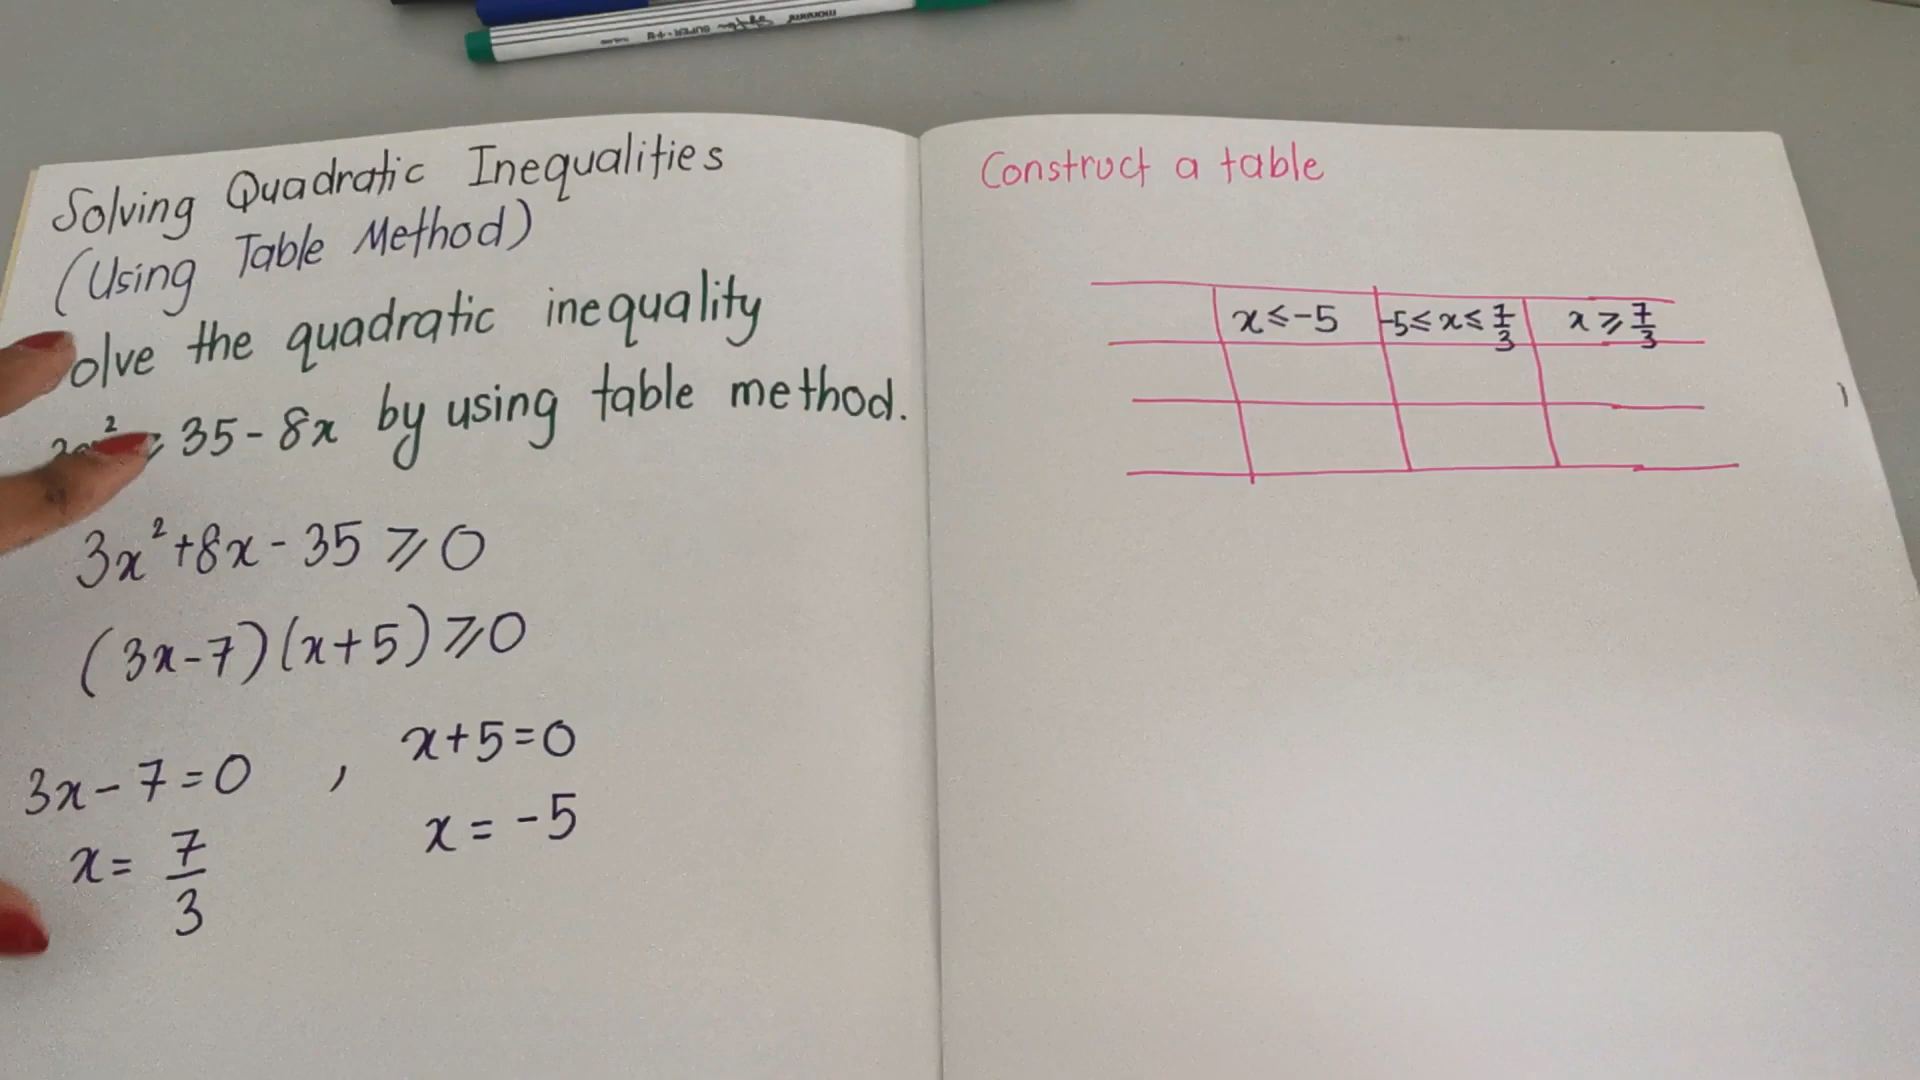 Solving Quadratic Inequalities
(Using Table Method)
olve the quadratic inequality
² ⩾ 35-8x by using table method.
3x²+8x-35 ⩾ 0
(3x-7)(x+5) ⩾ 0
3x-7=0 , x+5=0
x= 7/3
x = -5
Construct a table
x⩽-5 -5⩽x⩽7/3 x⩾7/3